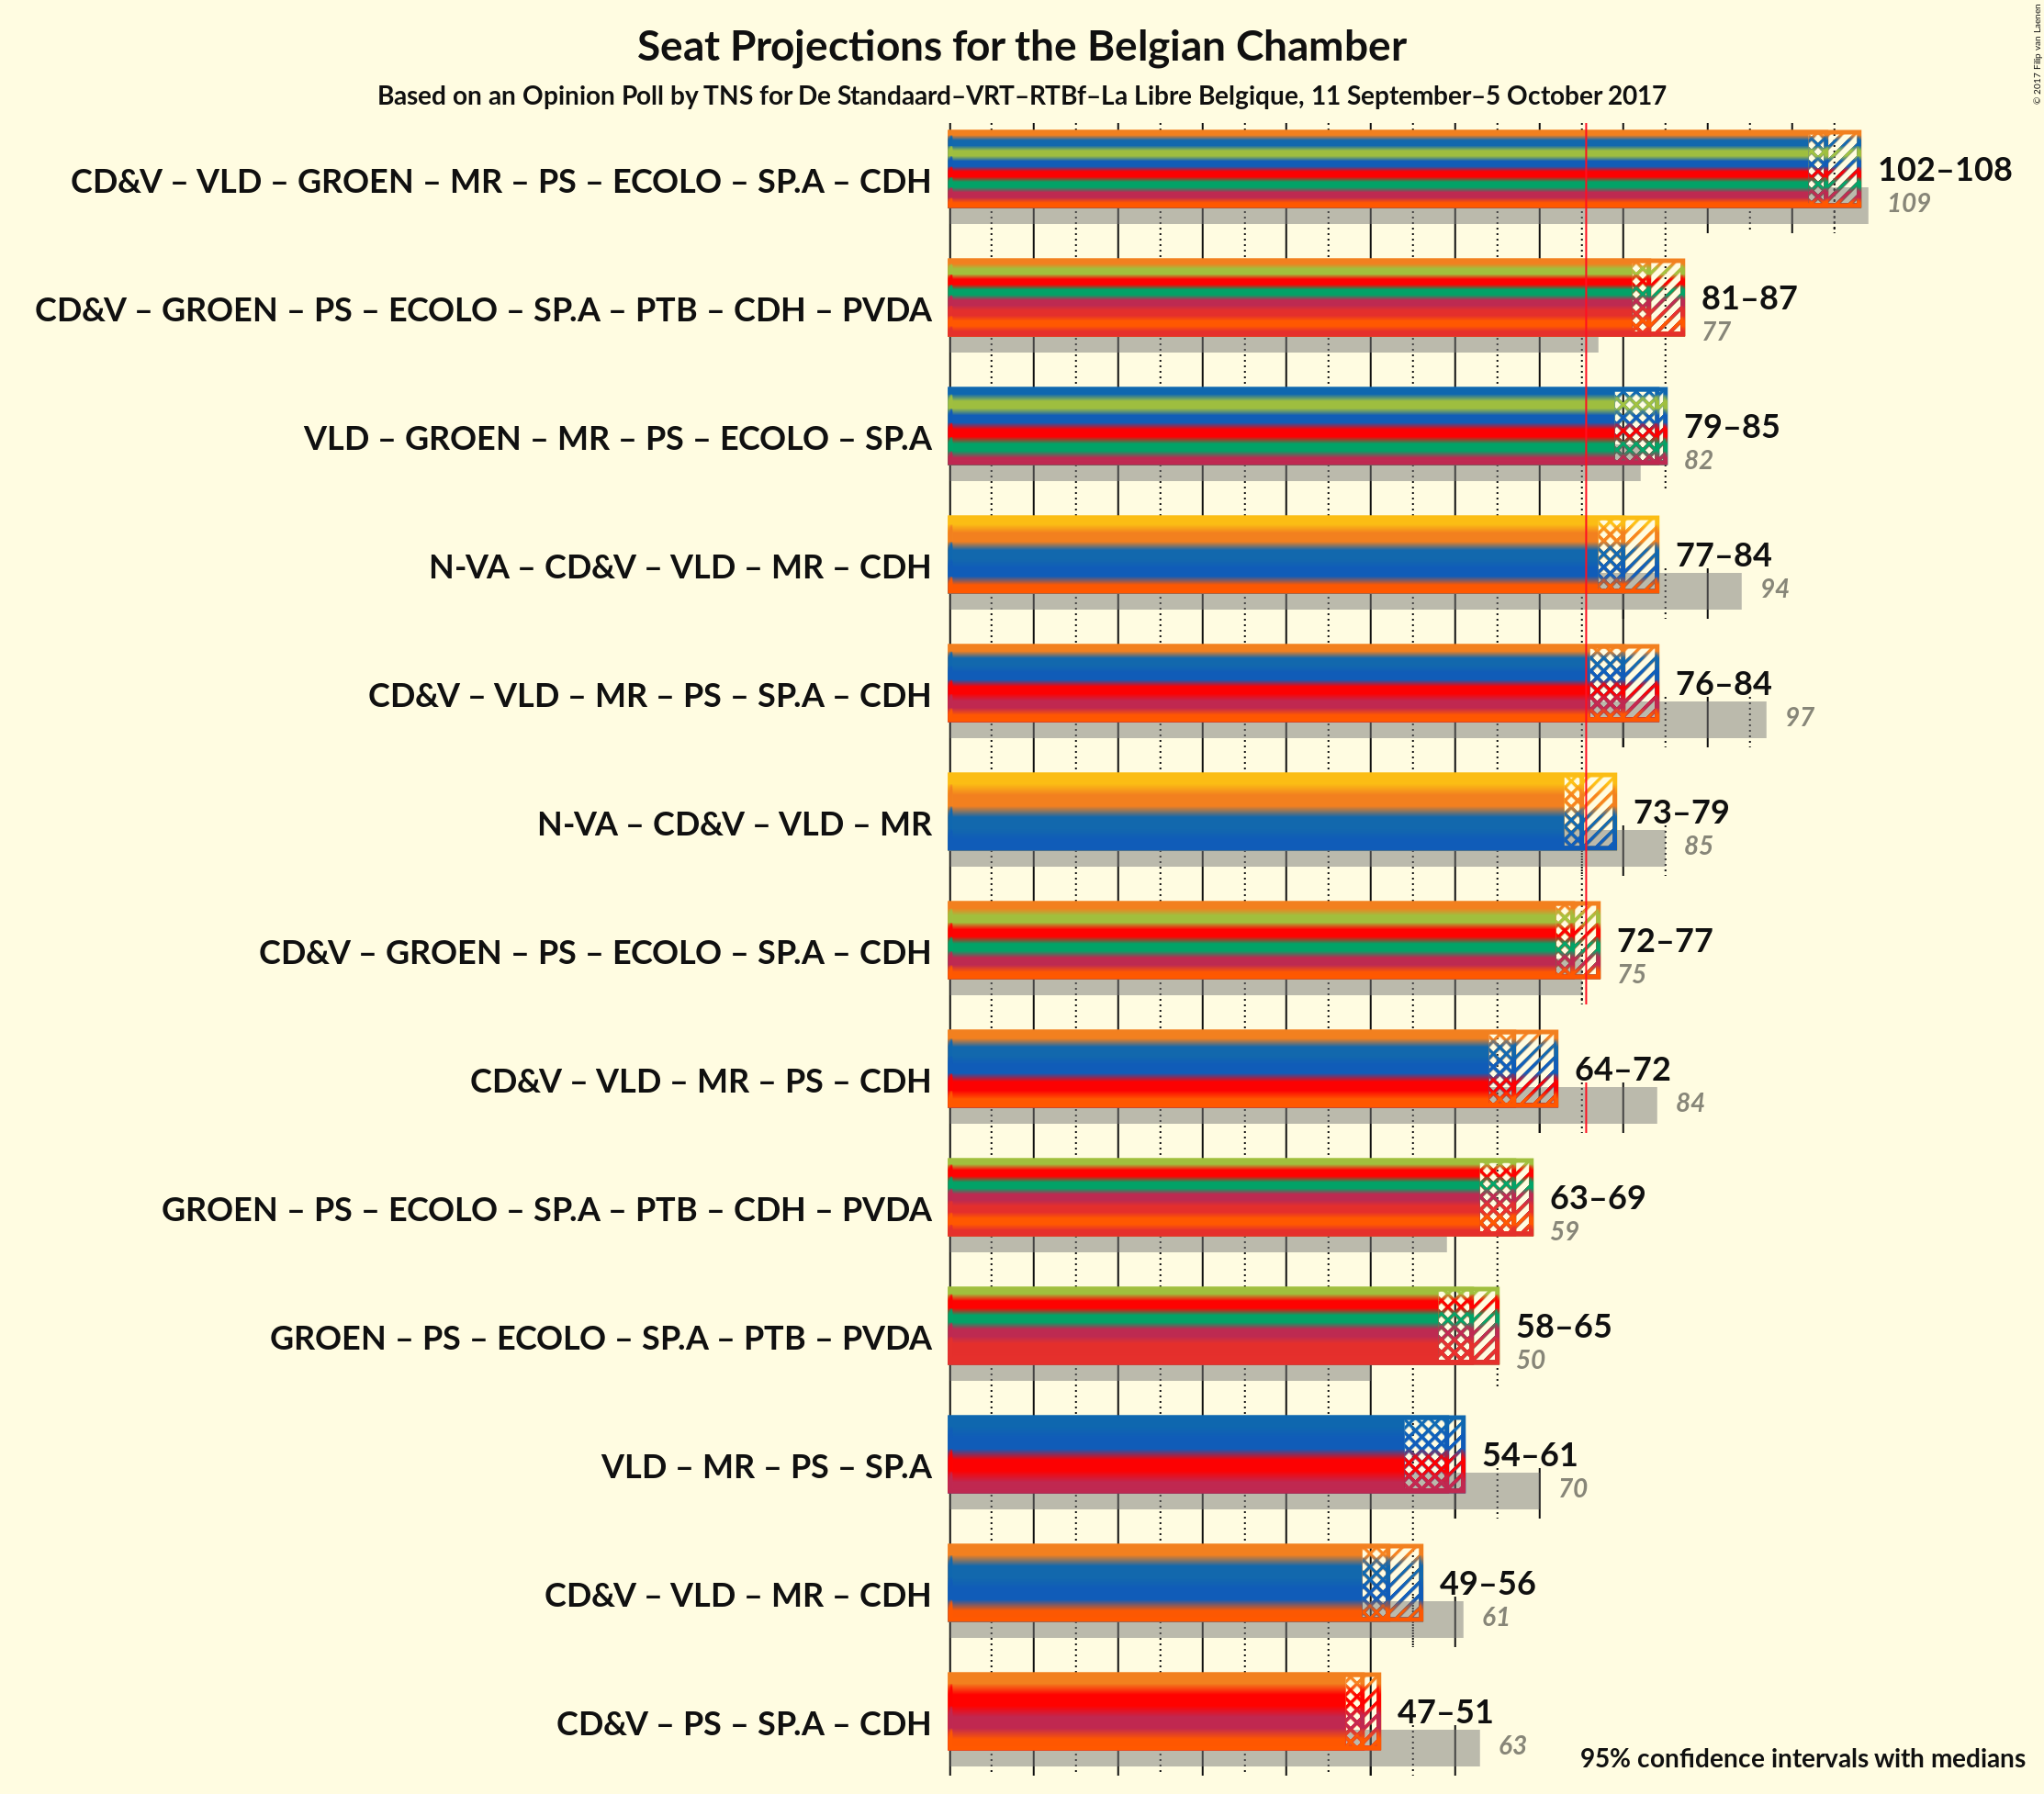 Seat Projections for the Belgian Chamber
Based on an Opinion Poll by TNS for De Standaard–VRT–RTBf–La Libre Belgique, 11 September–5 October 2017
© 2017 Filip van Laenen
CD&V – VLD – GROEN – MR – PS – ECOLO – SP.A – CDH
102–108
109
CD&V – GROEN – PS – ECOLO – SP.A – PTB – CDH – PVDA
81–87
77
VLD – GROEN – MR – PS – ECOLO – SP.A
79–85
82
N-VA – CD&V – VLD – MR – CDH
77–84
94
CD&V – VLD – MR – PS – SP.A – CDH
76–84
97
N-VA – CD&V – VLD – MR
73–79
85
CD&V – GROEN – PS – ECOLO – SP.A – CDH
72–77
75
CD&V – VLD – MR – PS – CDH
64–72
84
GROEN – PS – ECOLO – SP.A – PTB – CDH – PVDA
63–69
59
GROEN – PS – ECOLO – SP.A – PTB – PVDA
58–65
50
VLD – MR – PS – SP.A
54–61
70
CD&V – VLD – MR – CDH
49–56
61
CD&V – PS – SP.A – CDH
47–51
63
95% confidence intervals with medians